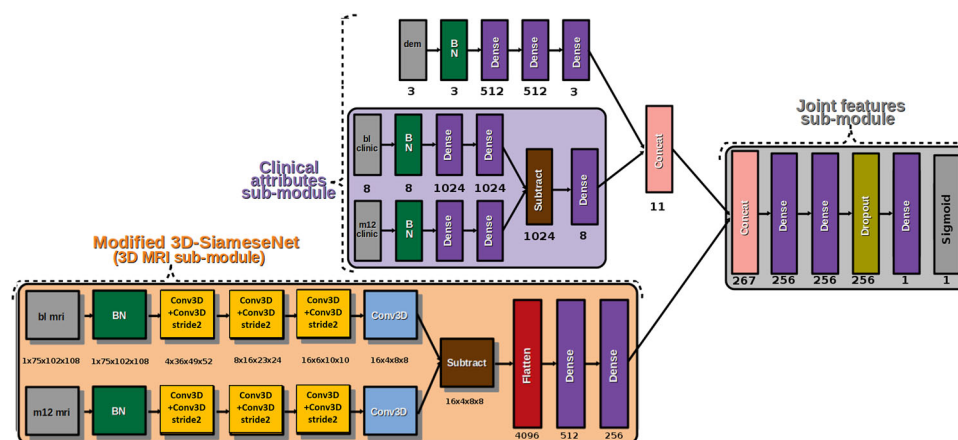 dem
B
N
Dense
Dense
Dense
3
3
512
512
3
Clinical
attributes
sub-module
bl
clinic
B
N
Dense
Dense
8
8
1024
1024
m12
clinic
B
N
Dense
Dense
Subtract
1024
Dense
8
Concat
11
Joint features
sub-module
Concat
Dense
Dense
Dropout
Dense
Sigmoid
267
256
256
256
1
1
Modified 3D-SiameseNet
(3D MRI sub-module)
bl mri
BN
Conv3D
+Conv3D
stride2
Conv3D
+Conv3D
stride2
Conv3D
+Conv3D
stride2
Conv3D
1x75x102x108
1x75x102x108
4x36x49x52
8x16x23x24
16x6x10x10
16x4x8x8
m12 mri
BN
Conv3D
+Conv3D
stride2
Conv3D
+Conv3D
stride2
Conv3D
+Conv3D
stride2
Conv3D
Subtract
16x4x8x8
Flatten
Dense
Dense
4096
512
256